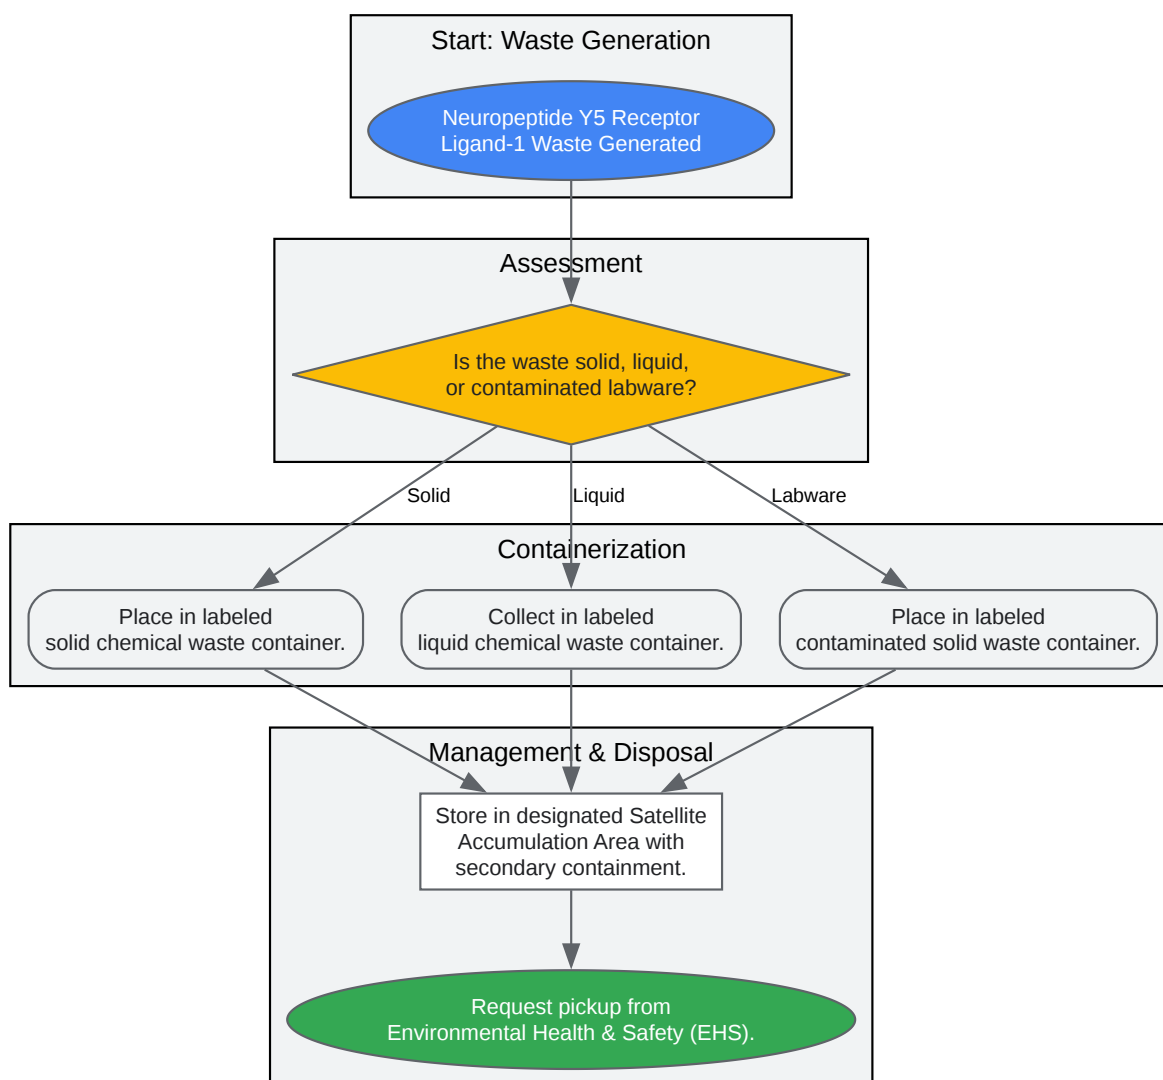 Start: Waste Generation
Neuropeptide Y5 Receptor
Ligand-1 Waste Generated
Assessment
Is the waste solid, liquid,
or contaminated labware?
Solid
Liquid
Labware
Containerization
Place in labeled
solid chemical waste container.
Collect in labeled
liquid chemical waste container.
Place in labeled
contaminated solid waste container.
Management & Disposal
Store in designated Satellite
Accumulation Area with
secondary containment.
Request pickup from
Environmental Health & Safety (EHS).